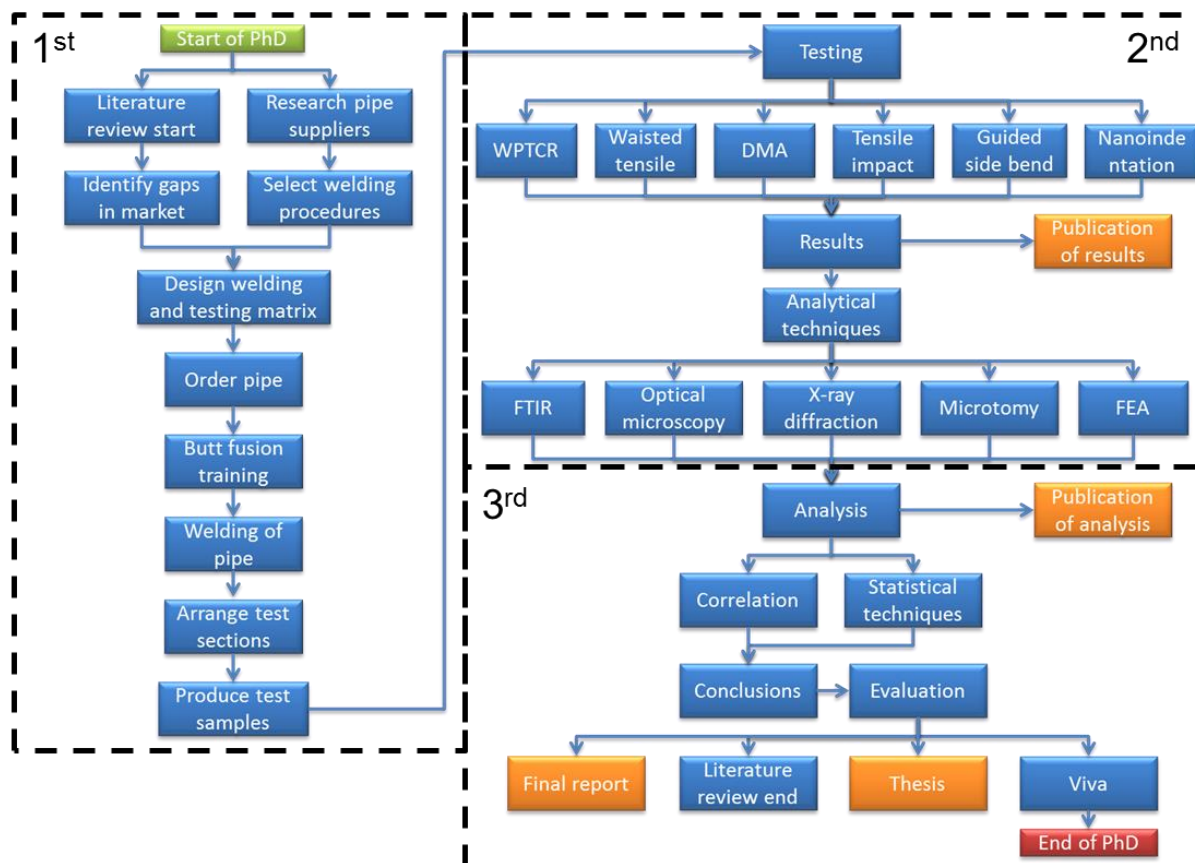 1st
Start of PhD
Literature
review start
Research pipe
suppliers
Identify gaps
in market
Select welding
procedures
Design welding
and testing matrix
Order pipe
Butt fusion
training
Welding of
pipe
Arrange test
sections
Produce test
samples
2nd
Testing
WPTCR
Waisted
tensile
DMA
Tensile
impact
Guided
side bend
Nanoinde
ntation
Results
Publication
of results
Analytical
techniques
FTIR
Optical
microscopy
X-ray
diffraction
Microtomy
FEA
3rd
Analysis
Publication
of analysis
Correlation
Statistical
techniques
Conclusions
Evaluation
Final report
Literature
review end
Thesis
Viva
End of PhD